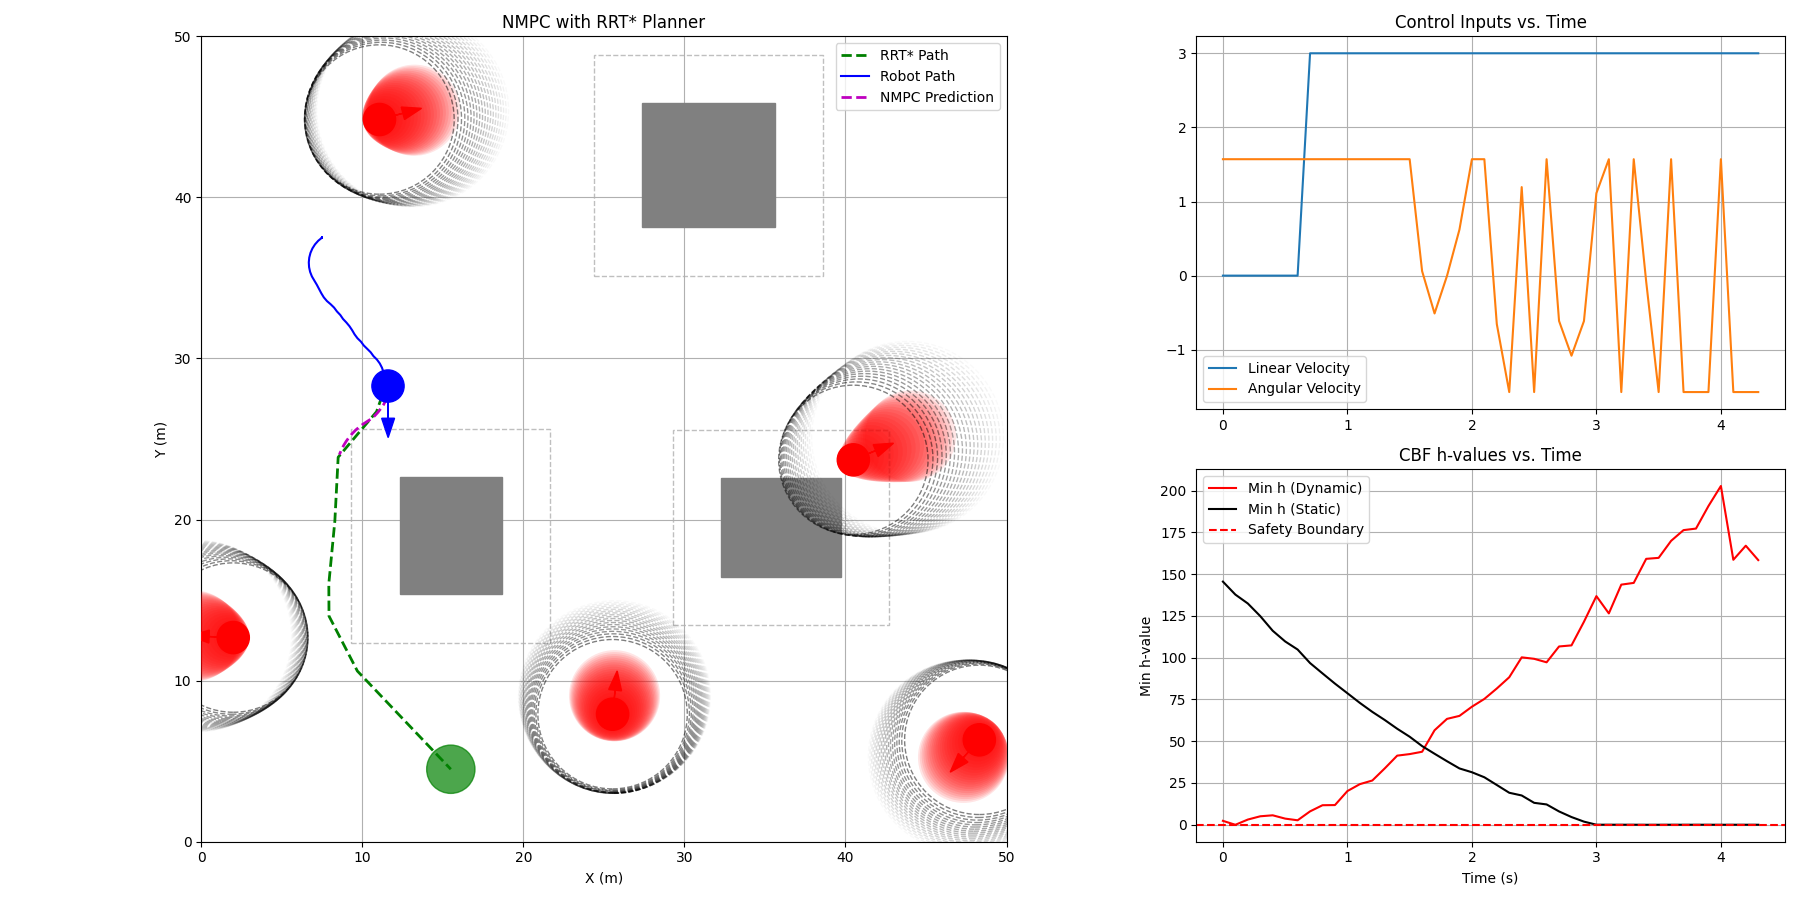 NMPC with RRT* Planner
50
40
30
20
10
0
Y (m)
RRT* Path
Robot Path
NMPC Prediction
0
10
20
30
40
50
X (m)
Control Inputs vs. Time
3
2
1
0
−1
Linear Velocity
Angular Velocity
0
1
2
3
4
CBF h-values vs. Time
200
175
150
125
100
75
50
25
0
Min h-value
Min h (Dynamic)
Min h (Static)
Safety Boundary
0
1
2
3
4
Time (s)